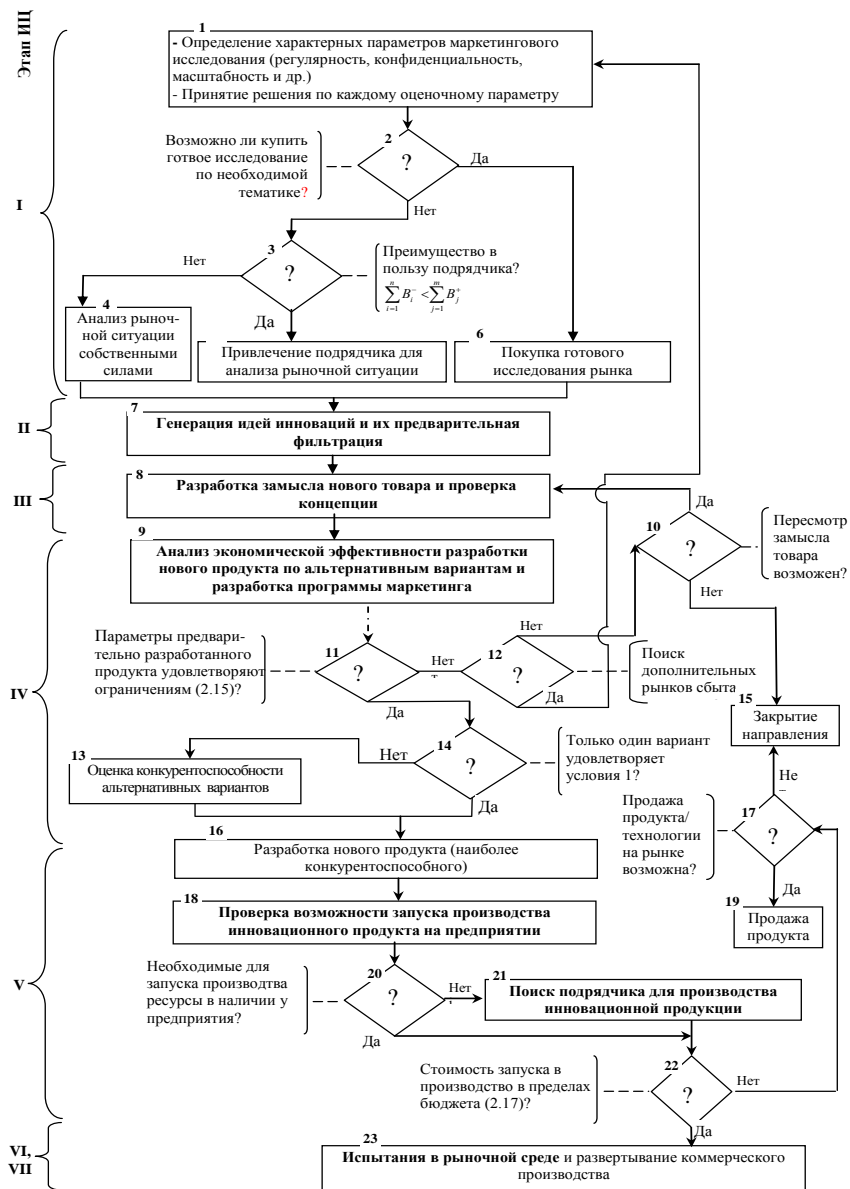 Этап ИЦ
1
- Определение характерных параметров маркетингового
исследования (регулярность, конфиденциальность,
масштабность и др.)
- Принятие решения по каждому оценочному параметру
Возможно ли купить
готвое исследование
по необходимой
тематике?
2
?
Да
Нет
I
3
?
Нет
Да
Преимущество в
пользу подрядчика?
\sum_{i=1}^{n} B_i^- < \sum_{j=1}^{m} B_j^+
4
Анализ рыноч-
ной ситуации
собственными
силами
Привлечение подрядчика для
анализа рыночной ситуации
6
Покупка готового
исследования рынка
II
7
Генерация идей инноваций и их предварительная
фильтрация
III
8
Разработка замысла нового товара и проверка
концепции
Да
10
?
Нет
Пересмотр
замысла
товара
возможен?
9
Анализ экономической эффективности разработки
нового продукта по альтернативным вариантам и
разработка программы маркетинга
IV
Параметры предвари-
тельно разработанного
продукта удовлетворяют
ограничениям (2.15)?
11
?
Нет
Да
12
?
Нет
Да
Поиск
дополнительных
рынков сбыта
15
Закрытие
направления
13
Оценка конкурентоспособности
альтернативных вариантов
Нет
14
?
Да
Только один вариант
удовлетворяет
условия 1?
Не
Продажа
продукта/
технологии
на рынке
возможна?
17
?
Да
16
Разработка нового продукта (наиболее
конкурентоспособного)
19
Продажа
продукта
V
18
Проверка возможности запуска производства
инновационного продукта на предприятии
Необходимые для
запуска производтва
ресурсы в наличии у
предприятия?
20
?
Нет
Да
21
Поиск подрядчика для производства
инновационной продукции
Стоимость запуска в
производство в пределах
бюджета (2.17)?
22
?
Нет
Да
VI,
VII
23
Испытания в рыночной среде и развертывание коммерческого
производства